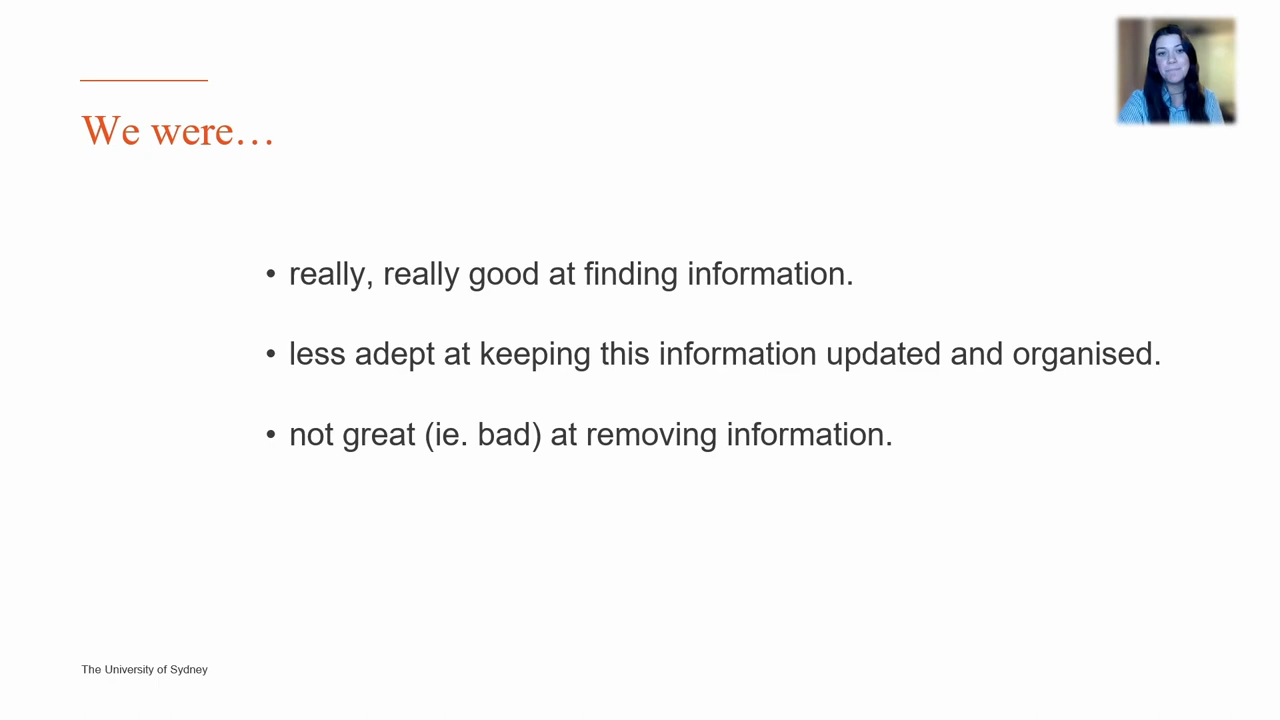 We were…
• really, really good at finding information.
• less adept at keeping this information updated and organised.
• not great (ie. bad) at removing information.
The University of Sydney